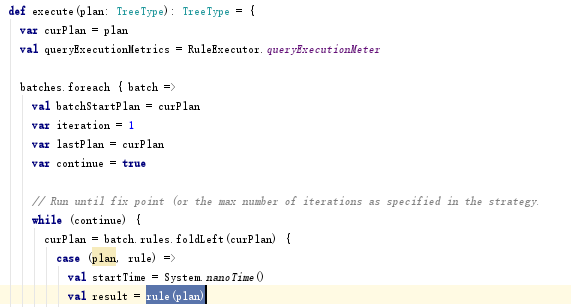 def execute(plan: TreeType): TreeType = {
var curPlan = plan
val queryExecutionMetrics = RuleExecutor.queryExecutionMeter
batches.foreach { batch =>
val batchStartPlan = curPlan
var iteration = 1
var lastPlan = curPlan
var continue = true
// Run until fix point (or the max number of iterations as specified in the strategy.
while (continue) {
curPlan = batch.rules.foldLeft(curPlan) {
case (plan, rule) =>
val startTime = System.nanoTime()
val result = rule(plan)